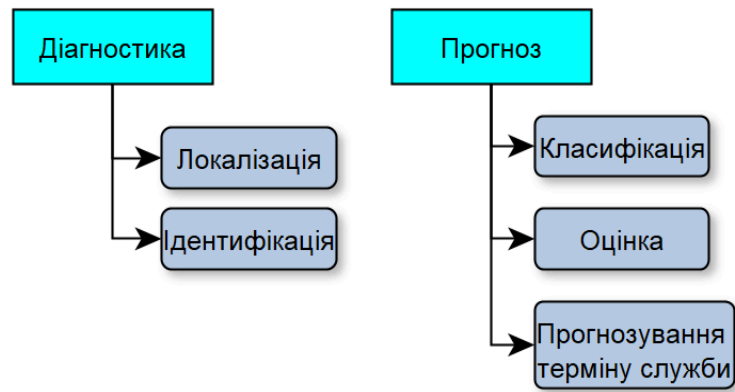 Діагностика
Локалізація
Ідентифікація
Прогноз
Класифікація
Оцінка
Прогнозування
терміну служби